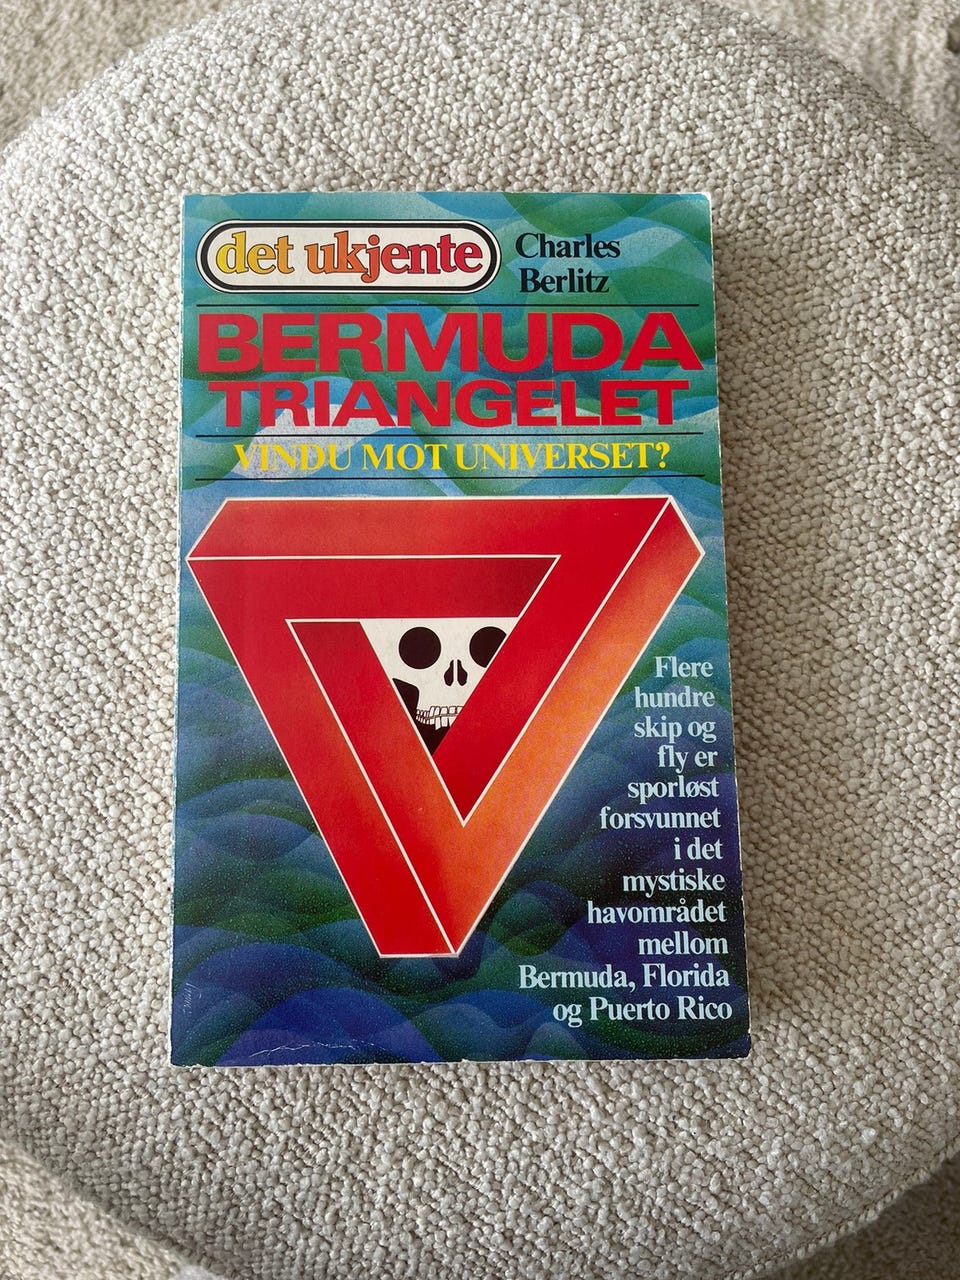 det ukjente
Charles
Berlitz
BERMUDA
TRIANGELET
VINDU MOT UNIVERSET?
Flere
hundre
skip og
fly er
sporløst
forsvunnet
i det
mystiske
havområdet
mellom
Bermuda, Florida
og Puerto Rico